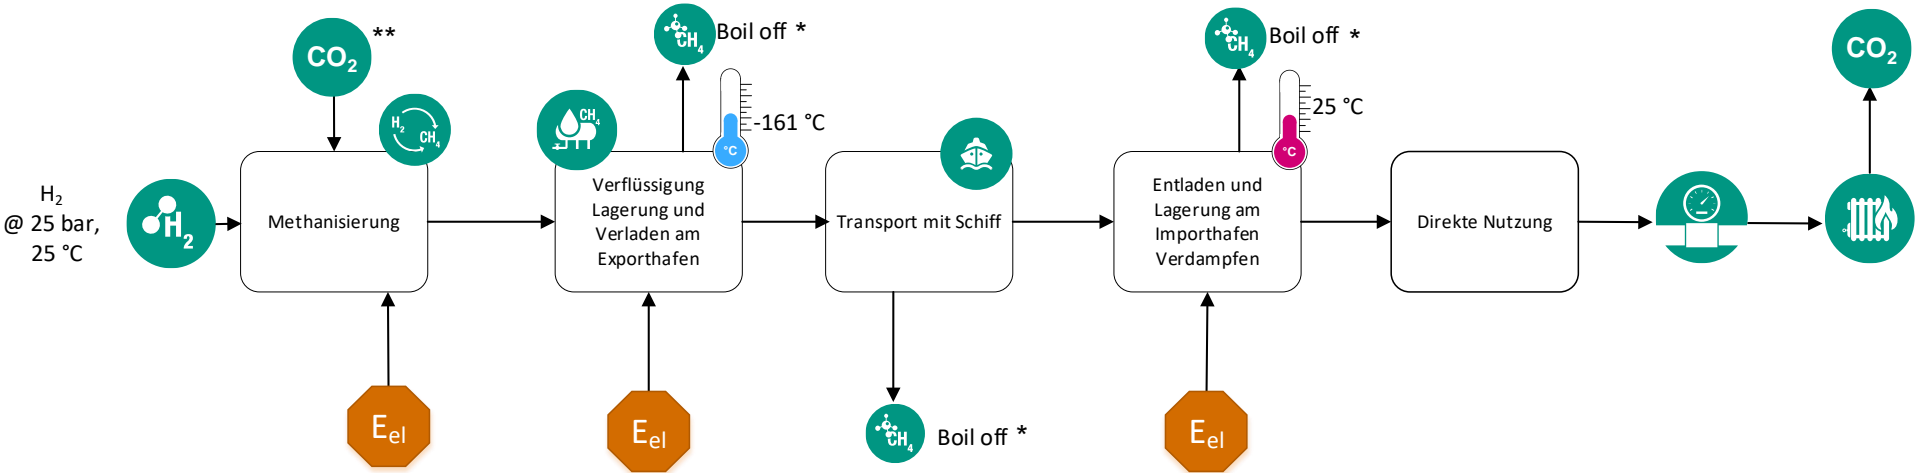 H2
@ 25 bar,
25 °C
H2
CO2
**
H2
CH4
Methanisierung
Eel
CH4
Boil off *
CH4
-161 °C
°C
Verflüssigung
Lagerung und
Verladen am
Exporthafen
Eel
Transport mit Schiff
CH4
Boil off *
CH4
Boil off *
25 °C
°C
Entladen und
Lagerung am
Importhafen
Verdampfen
Eel
Direkte Nutzung
CO2